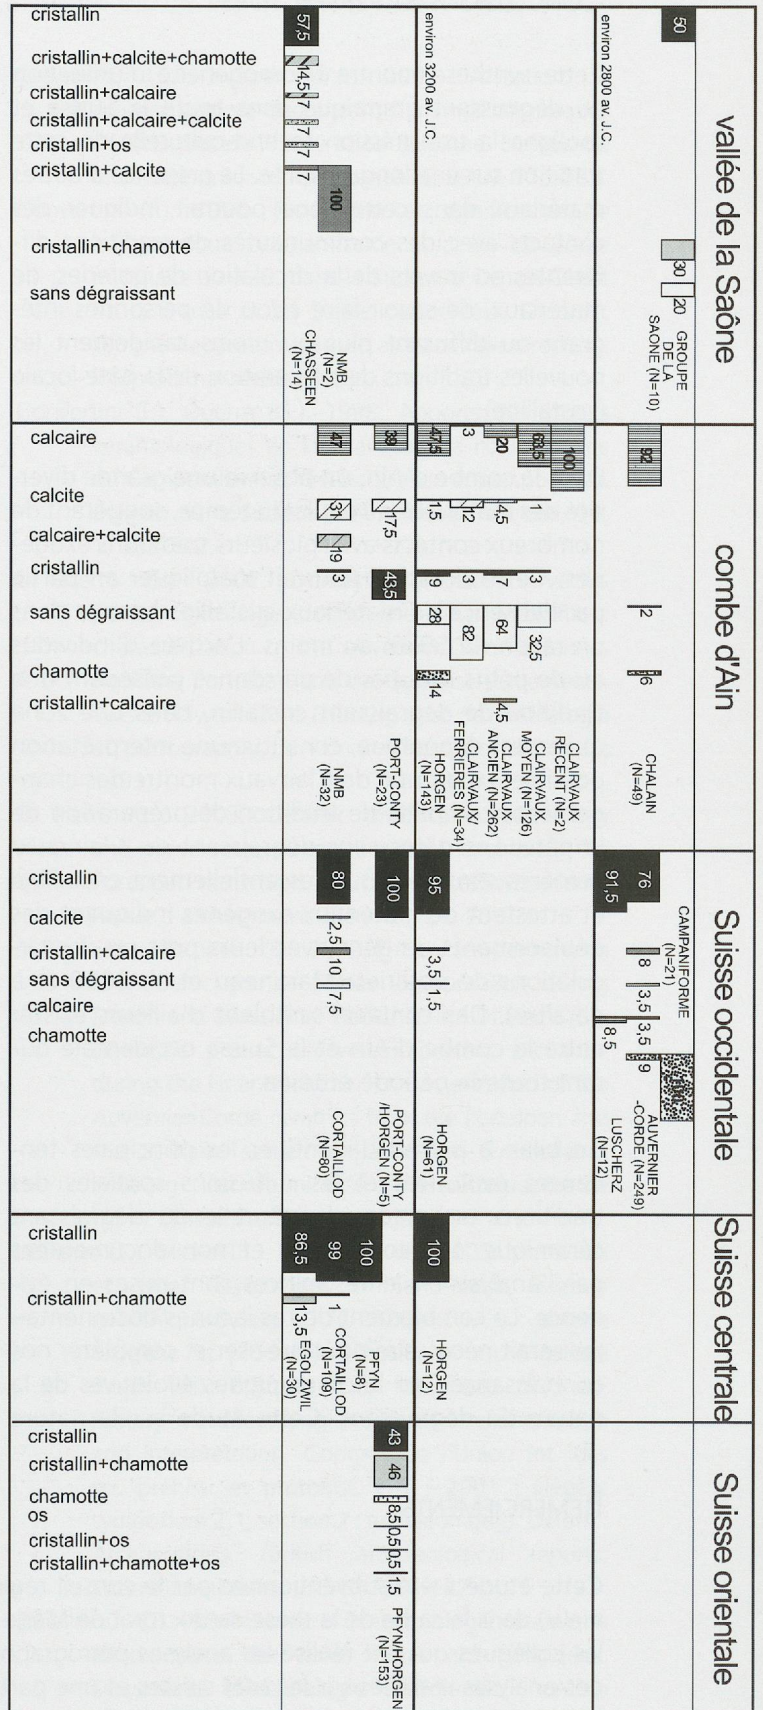 vallée de la Saône
cristallin
cristallin+calcite+chamotte
cristallin+calcaire
cristallin+calcaire+calcite
cristallin+os
cristallin+calcite
cristallin+chamotte
sans dégraissant
57,5
14,5
7
7
7
7
100
CHASSEEN
(N=14)
NMB
(N=2)
environ 3200 av. J.C.
environ 2800 av. J.C.
50
30
20
GROUPE
DE LA
SAONE (N=10)
combe d'Ain
calcaire
calcite
calcaire+calcite
cristallin
sans dégraissant
chamotte
cristallin+calcaire
47
31
19
3
NMB
(N=32)
39
17,5
43,5
PORT-CONTY
(N=23)
47,5
1,5
9
28
14
HORGEN
(N=143)
3
12
3
82
CLAIRVAUX/
FERRIERES (N=34)
20
4,5
7
64
4,5
CLAIRVAUX
ANCIEN (N=262)
63,5
1
3
32,5
CLAIRVAUX
MOYEN (N=126)
100
CLAIRVAUX
RECENT (N=2)
92
2
6
CHALAIN
(N=49)
Suisse occidentale
cristallin
calcite
cristallin+calcaire
sans dégraissant
calcaire
chamotte
80
2,5
10
7,5
CORTAILLOD
(N=80)
100
PORT-CONTY
/HORGEN (N=5)
95
3,5
1,5
HORGEN
(N=61)
91,5
8,5
LUSCHERZ
(N=12)
76
8
3,5
3,5
9
AUVERNIER
-CORDE (N=249)
CAMPANIFORME
(N=21)
100
Suisse centrale
cristallin
cristallin+chamotte
86,5
13,5
EGOLZWIL
(N=30)
99
1
CORTAILLOD
(N=109)
100
PFYN
(N=8)
100
HORGEN
(N=12)
Suisse orientale
cristallin
cristallin+chamotte
chamotte
os
cristallin+os
cristallin+chamotte+os
43
46
8,5
0,5
0,5
1,5
PFYN/HORGEN
(N=153)